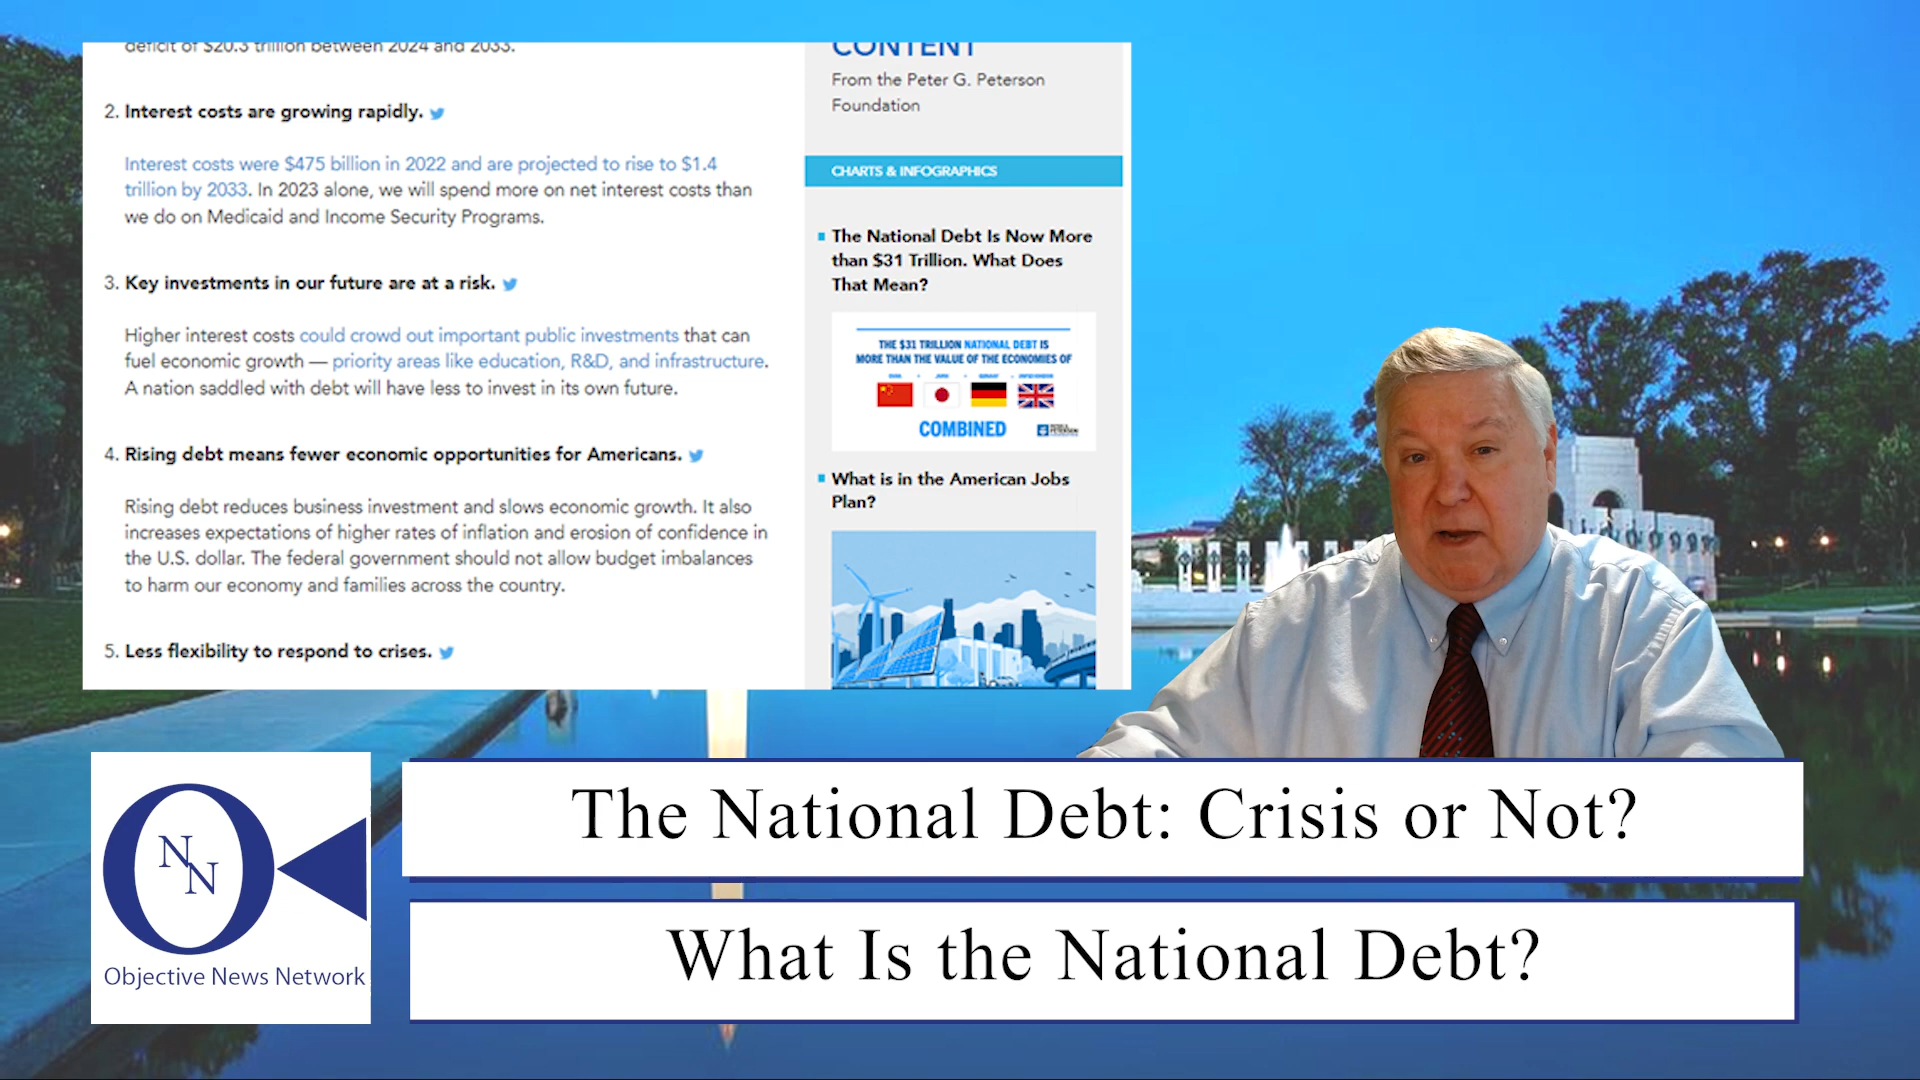 deficit of $20.3 trillion between 2024 and 2033.
2. Interest costs are growing rapidly.
Interest costs were $475 billion in 2022 and are projected to rise to $1.4
trillion by 2033. In 2023 alone, we will spend more on net interest costs than
we do on Medicaid and Income Security Programs.
3. Key investments in our future are at a risk.
Higher interest costs could crowd out important public investments that can
fuel economic growth — priority areas like education, R&D, and infrastructure.
A nation saddled with debt will have less to invest in its own future.
4. Rising debt means fewer economic opportunities for Americans.
Rising debt reduces business investment and slows economic growth. It also
increases expectations of higher rates of inflation and erosion of confidence in
the U.S. dollar. The federal government should not allow budget imbalances
to harm our economy and families across the country.
5. Less flexibility to respond to crises.
CONTENT
From the Peter G. Peterson
Foundation
CHARTS & INFOGRAPHICS
The National Debt Is Now More
than $31 Trillion. What Does
That Mean?
THE $31 TRILLION NATIONAL DEBT IS
MORE THAN THE VALUE OF THE ECONOMIES OF
COMBINED
What is in the American Jobs
Plan?
N
N
Objective News Network
The National Debt: Crisis or Not?
What Is the National Debt?